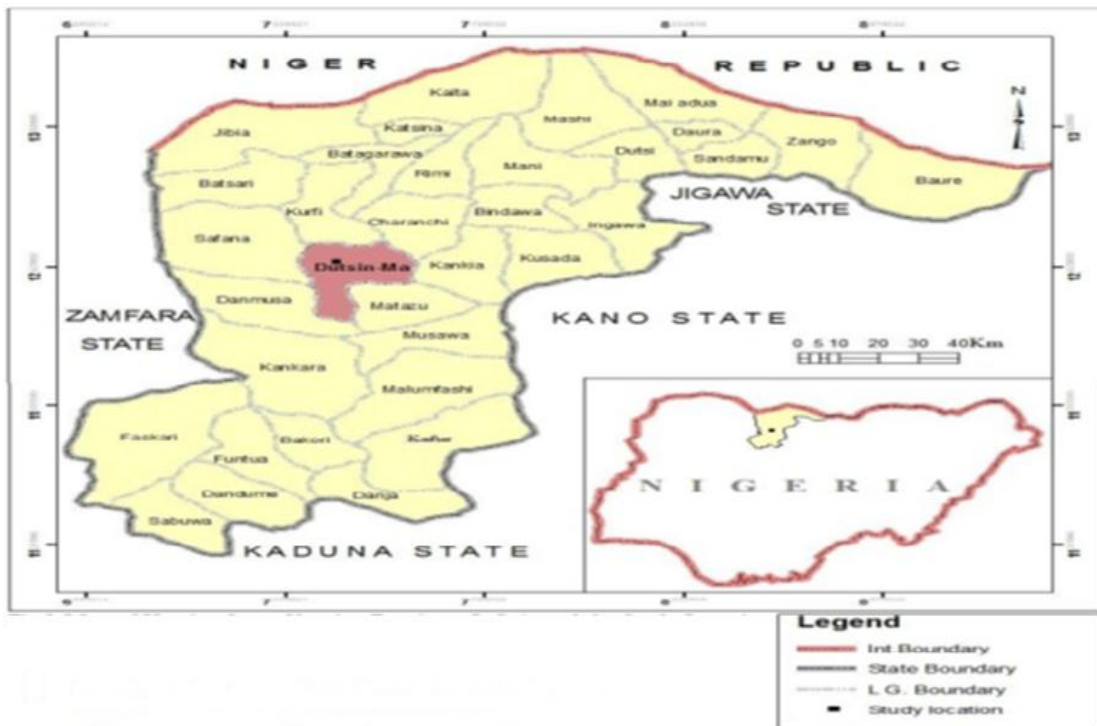 NIGER REPUBLIC
Kaita
Mai adua
Mashi
Jibia
Katsina
Daura
Zango
Batagarawa
Dutsi
Sandamu
Batsari
Rimi
Mani
Baure
JIGAWA
STATE
Kurfi
Charanchi
Bindawa
Ingawa
Safana
Dutsin-Ma
Kankia
Kusada
Danmusa
Matazu
ZAMFARA
STATE
KANO STATE
Musawa
0 5 10 20 30 40 Km
Kankara
Malumfashi
Faskari
Bakori
Kafur
Funtua
NIGERIA
Dandume
Danja
Sabuwa
KADUNA STATE
N
Legend
Int. Boundary
State Boundary
L G. Boundary
Study location